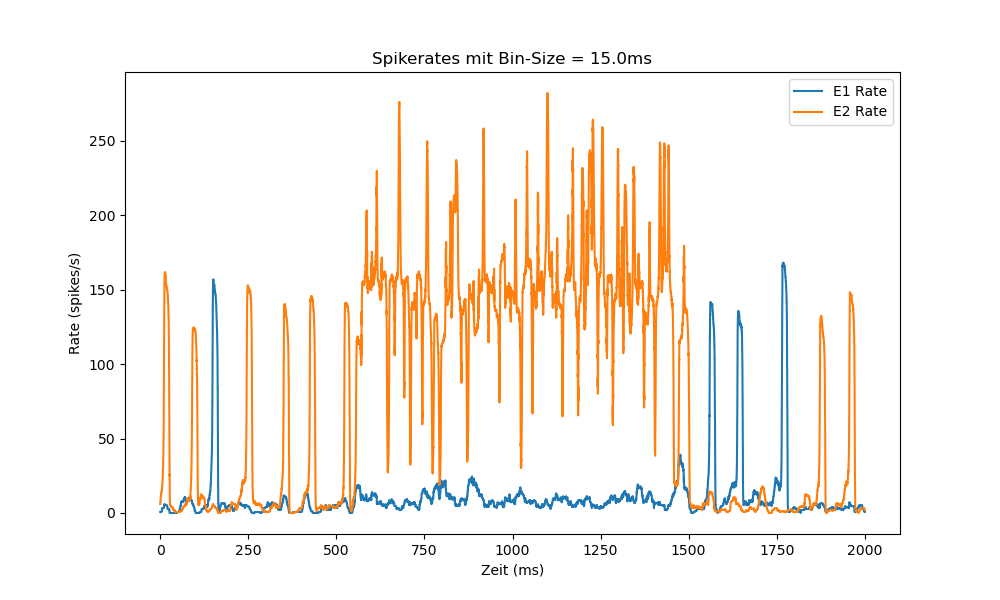 Spikerates mit Bin-Size = 15.0ms
E1 Rate
E2 Rate
Rate (spikes/s)
250
200
150
100
50
0
0 250 500 750 1000 1250 1500 1750 2000
Zeit (ms)